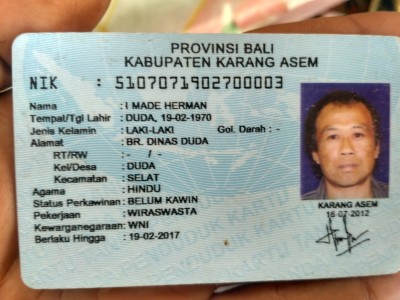 PROVINSI BALI
KABUPATEN KARANG ASEM
NIK : 5107071902700003
Nama : I MADE HERMAN
Tempat/Tgl Lahir : DUDA, 19-02-1970
Jenis Kelamin : LAKI-LAKI Gol. Darah : -
Alamat : BR. DINAS DUDA
RT/RW : - / -
Kel/Desa : DUDA
Kecamatan : SELAT
Agama : HINDU
Status Perkawinan : BELUM KAWIN
Pekerjaan : WIRASWASTA
Kewarganegaraan : WNI
Berlaku Hingga : 19-02-2017
KARANG ASEM
16-07-2012